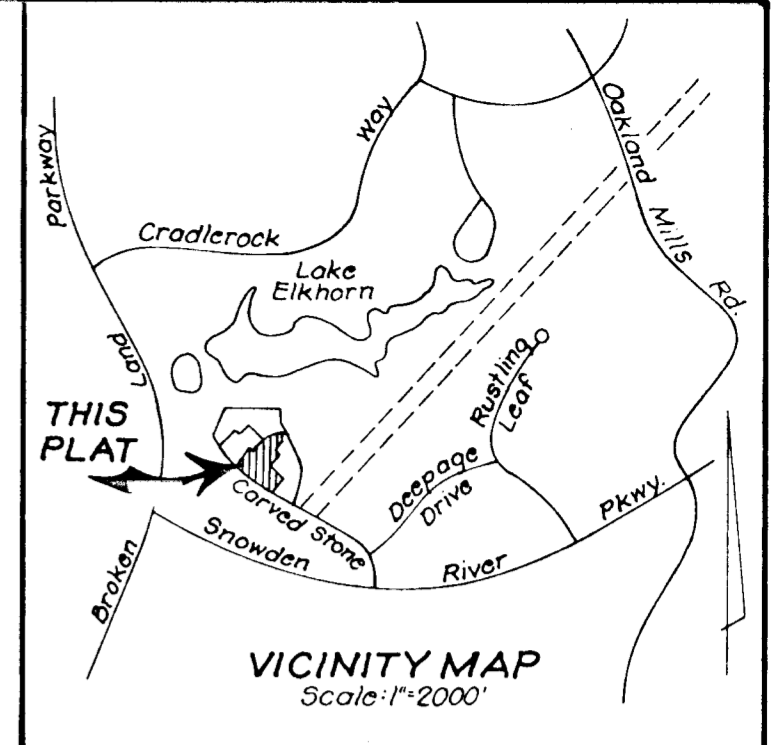 Parkway
Way
Oakland
Mills
Rd.
Cradlerock
Lake
Elkhorn
Land
Rustling
Leaf
THIS
PLAT
Deepage
Drive
Carved Stone
Pkwy.
Snowden
River
Broken
VICINITY MAP
Scale: 1"=2000'